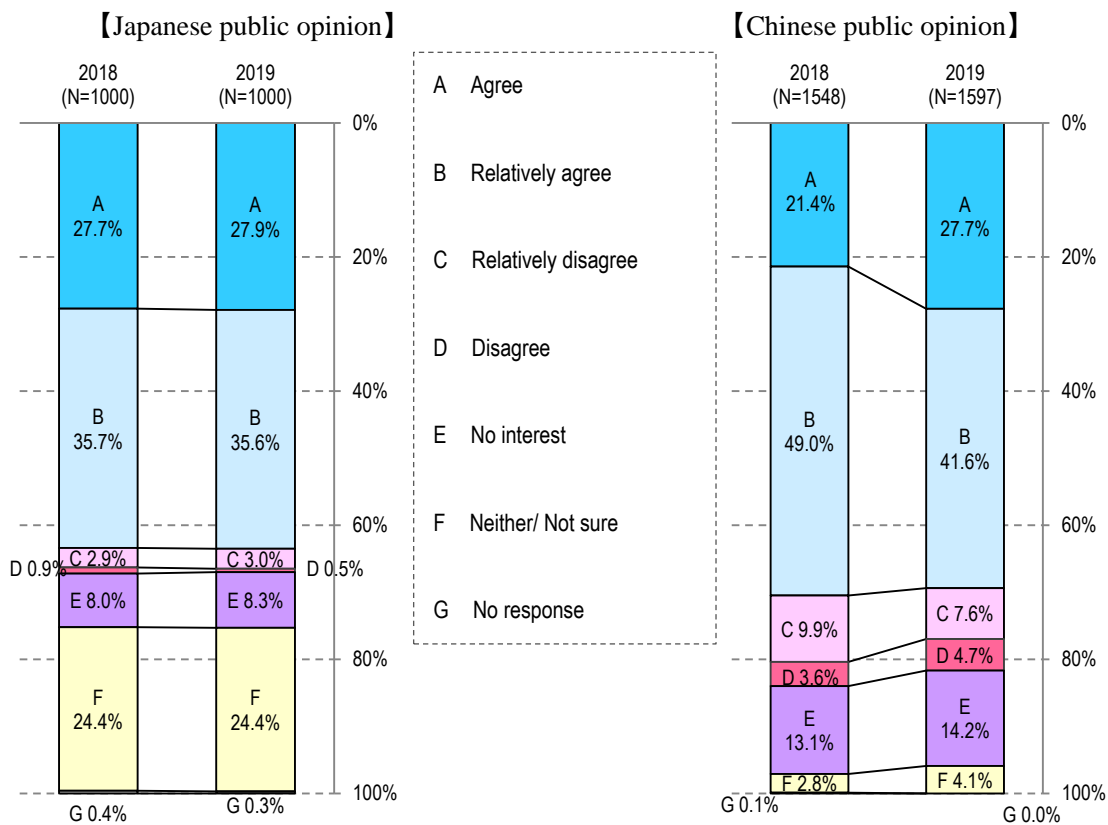 【Japanese public opinion】
2018
(N=1000)
2019
(N=1000)
0%
20%
40%
60%
80%
100%
A
27.7%
B
35.7%
C 2.9%
D 0.9%
E 8.0%
F
24.4%
G 0.4%
A
27.9%
B
35.6%
C 3.0%
D 0.5%
E 8.3%
F
24.4%
G 0.3%
A Agree
B Relatively agree
C Relatively disagree
D Disagree
E No interest
F Neither/ Not sure
G No response
【Chinese public opinion】
2018
(N=1548)
2019
(N=1597)
0%
20%
40%
60%
80%
100%
A
21.4%
B
49.0%
C 9.9%
D 3.6%
E
13.1%
F 2.8%
G 0.1%
A
27.7%
B
41.6%
C 7.6%
D 4.7%
E
14.2%
F 4.1%
G 0.0%